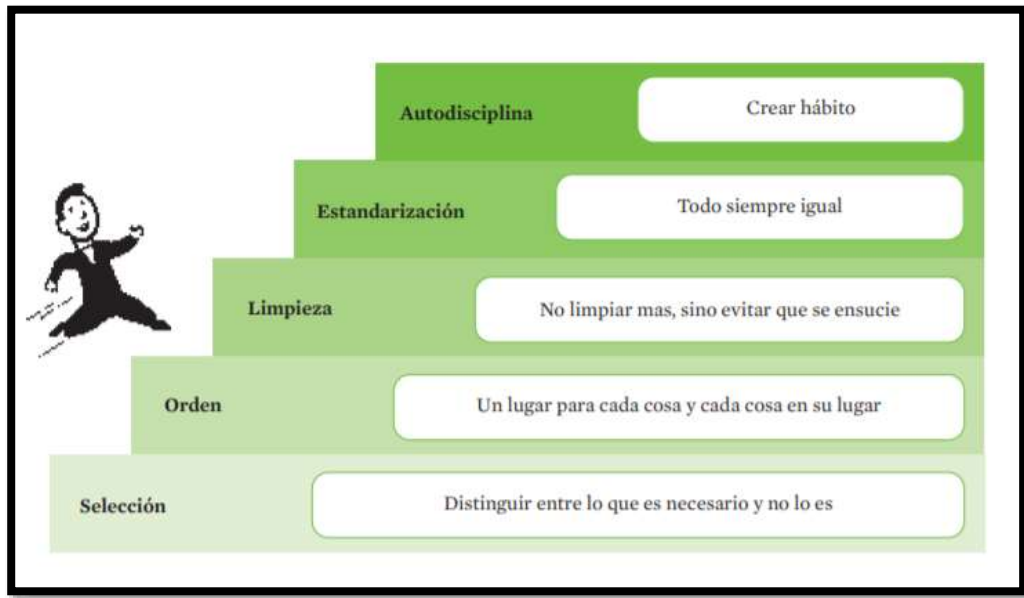 Autodisciplina
Crear hábito
Estandarización
Todo siempre igual
Limpieza
No limpiar mas, sino evitar que se ensucie
Orden
Un lugar para cada cosa y cada cosa en su lugar
Selección
Distinguir entre lo que es necesario y no lo es